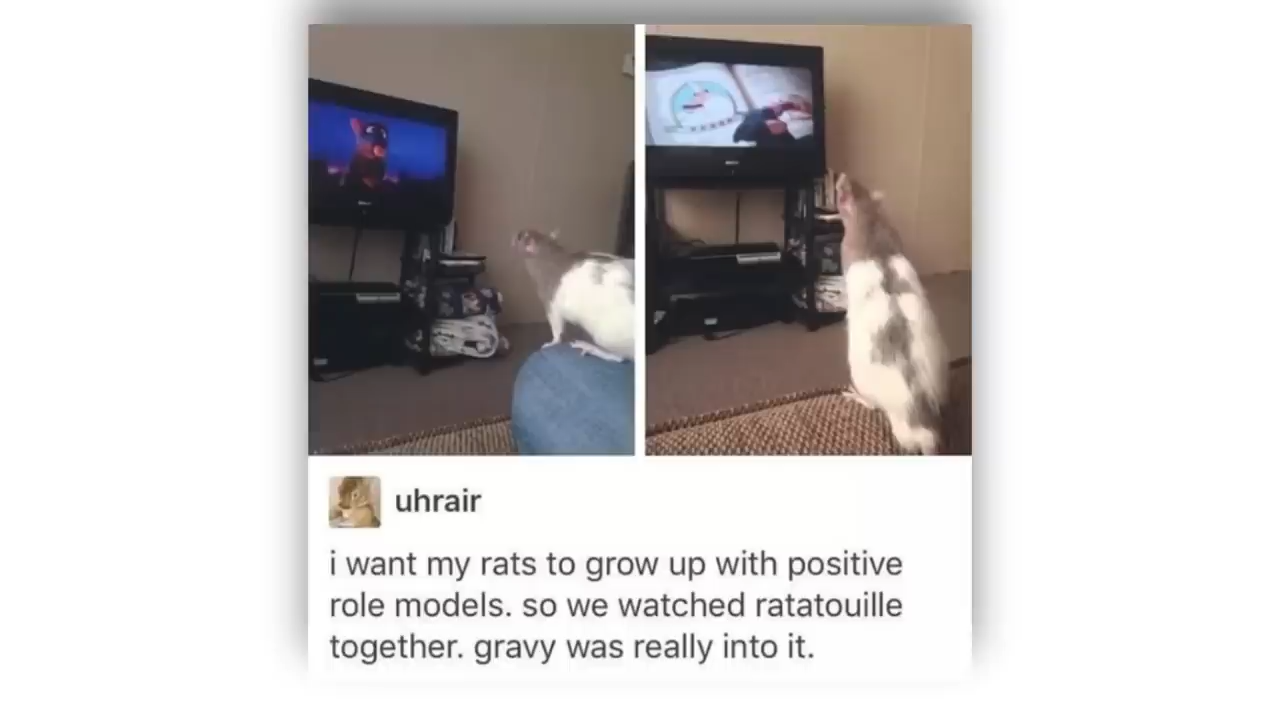 uhrair
i want my rats to grow up with positive
role models. so we watched ratatouille
together. gravy was really into it.